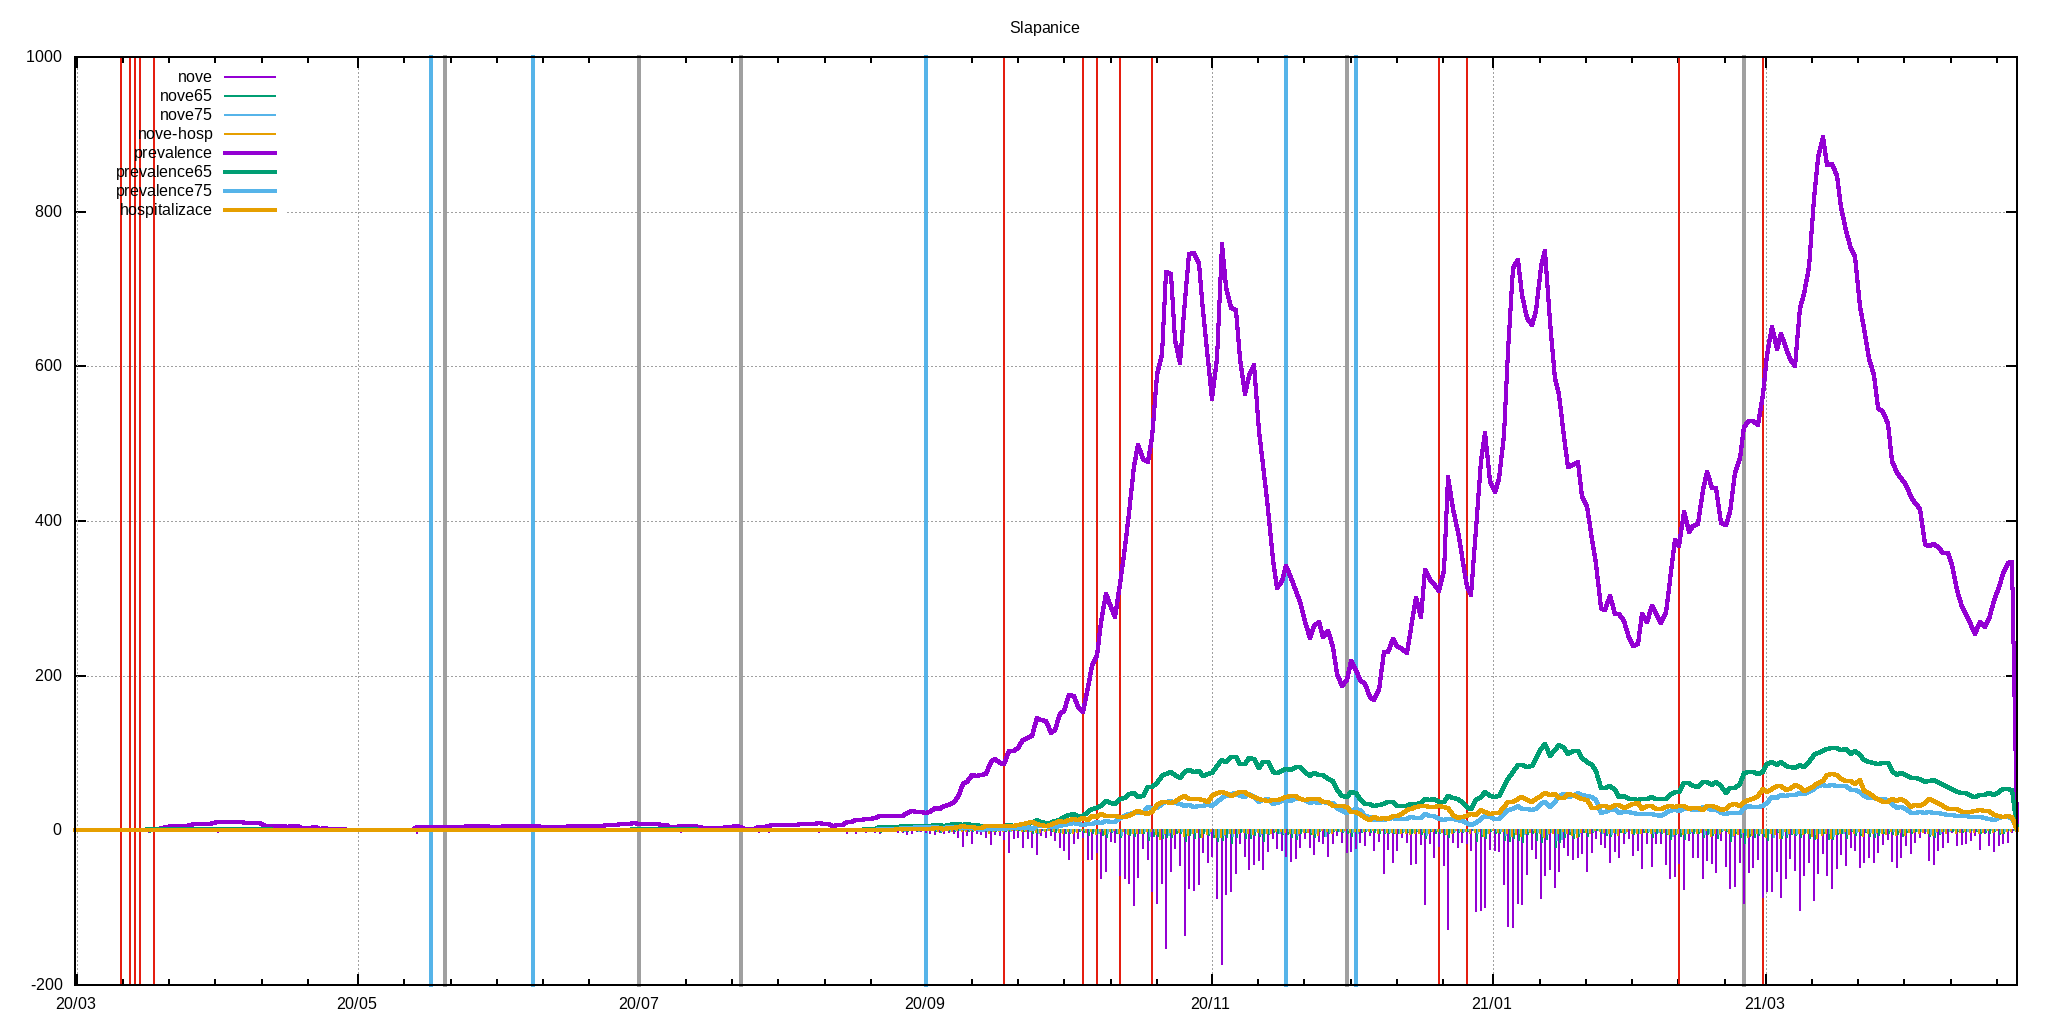 Slapanice
1000
800
600
400
200
0
-200
nove
nove65
nove75
nove-hosp
prevalence
prevalence65
prevalence75
hospitalizace
20/03 20/05 20/07 20/09 20/11 21/01 21/03